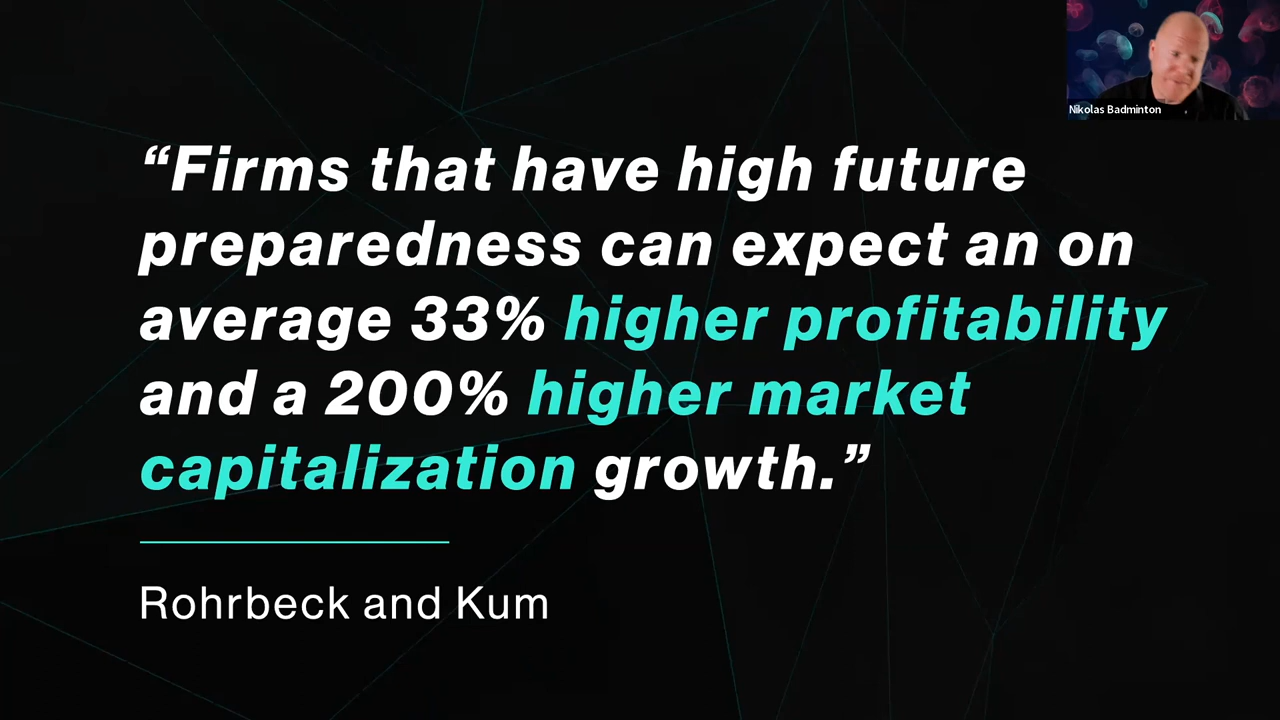 Nikolas Badminton
“Firms that have high future
preparedness can expect an on
average 33% higher profitability
and a 200% higher market
capitalization growth.”
Rohrbeck and Kum